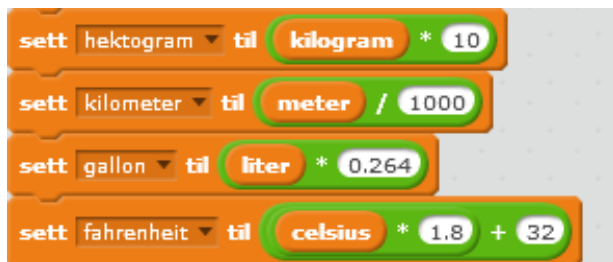 sett hektogram til kilogram * 10
sett kilometer til meter / 1000
sett gallon til liter * 0.264
sett fahrenheit til celsius * 1.8 + 32